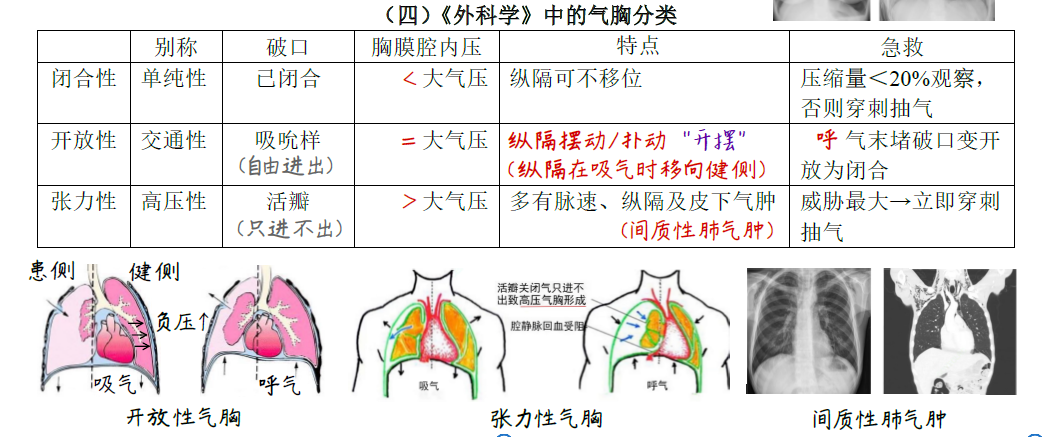 （四）《外科学》中的气胸分类
别称 破口 胸膜腔内压 特点 急救
闭合性 单纯性 已闭合 < 大气压 纵隔可不移位 压缩量＜20%观察，
否则穿刺抽气
开放性 交通性 吸吮样 = 大气压 纵隔摆动/扑动 "开摆" 呼 气末堵破口变开
(自由进出) (纵隔在吸气时移向健侧) 放为闭合
张力性 高压性 活瓣 > 大气压 多有脉速、纵隔及皮下气肿 威胁最大→立即穿刺
(只进不出) (间质性肺气肿) 抽气
患侧 健侧
负压↑
吸气 呼气
开放性气胸
活瓣关闭气只进不
出致高压气胸形成
腔静脉回血受阻
吸气 呼气
张力性气胸
间质性肺气肿